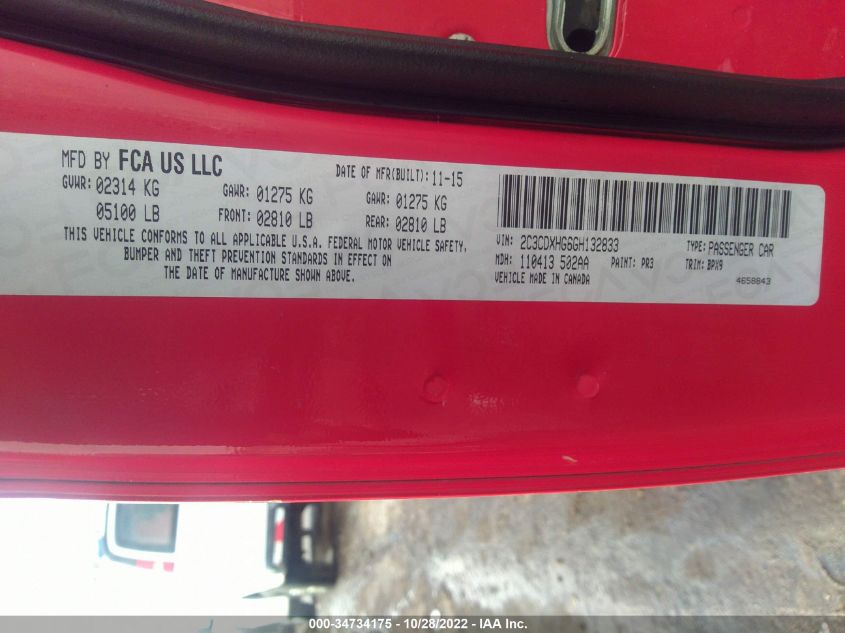 MFD BY FCA US LLC
DATE OF MFR(BUILT): 11-15
GVWR: 02314 KG
GAWR: 01275 KG
GAWR: 01275 KG
05100 LB
FRONT: 02810 LB
REAR: 02810 LB
THIS VEHICLE CONFORMS TO ALL APPLICABLE U.S.A. FEDERAL MOTOR VEHICLE SAFETY,
BUMPER AND THEFT PREVENTION STANDARDS IN EFFECT ON
THE DATE OF MANUFACTURE SHOWN ABOVE.
VIN: 2C3CDXHG6GH132833
TYPE: PASSENGER CAR
MDH: 110413 502AA
PAINT: PR3
TRIM: BPX9
VEHICLE MADE IN CANADA
4658843
000-34734175 | 10/28/2022 | IAA Inc.